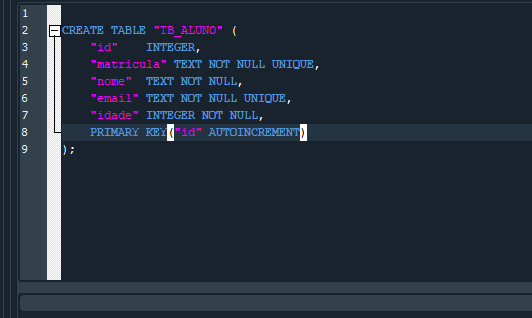 1
2 CREATE TABLE "TB_ALUNO" (
3 "id" INTEGER,
4 "matricula" TEXT NOT NULL UNIQUE,
5 "nome" TEXT NOT NULL,
6 "email" TEXT NOT NULL UNIQUE,
7 "idade" INTEGER NOT NULL,
8 PRIMARY KEY("id" AUTOINCREMENT)
9 );